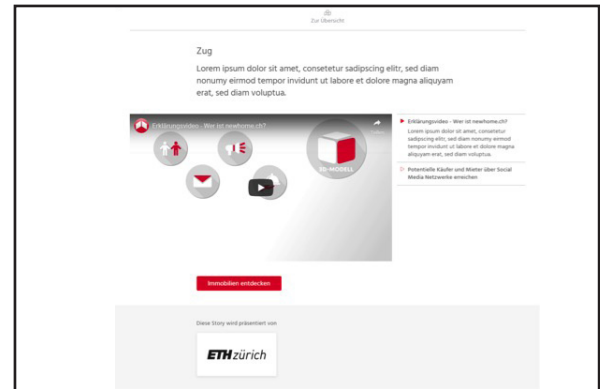 Zur Übersicht
Zug
Lorem ipsum dolor sit amet, consetetur sadipscing elitr, sed diam
nonumy eirmod tempor invidunt ut labore et dolore magna aliquyam
erat, sed diam voluptua.
Erklärungsvideo - Wer ist newhome.ch?
3D-MODELL
Erklärungsvideo - Wer ist newhome.ch?
Lorem ipsum dolor sit amet, consetetur
sadipscing elitr, sed diam nonumy eirmod
tempor invidunt ut labore et dolore magna
aliquyam erat, sed diam voluptua.
Potentielle Käufer und Mieter über Social
Media Netzwerke erreichen
Immobilien entdecken
Diese Story wird präsentiert von
ETH zürich